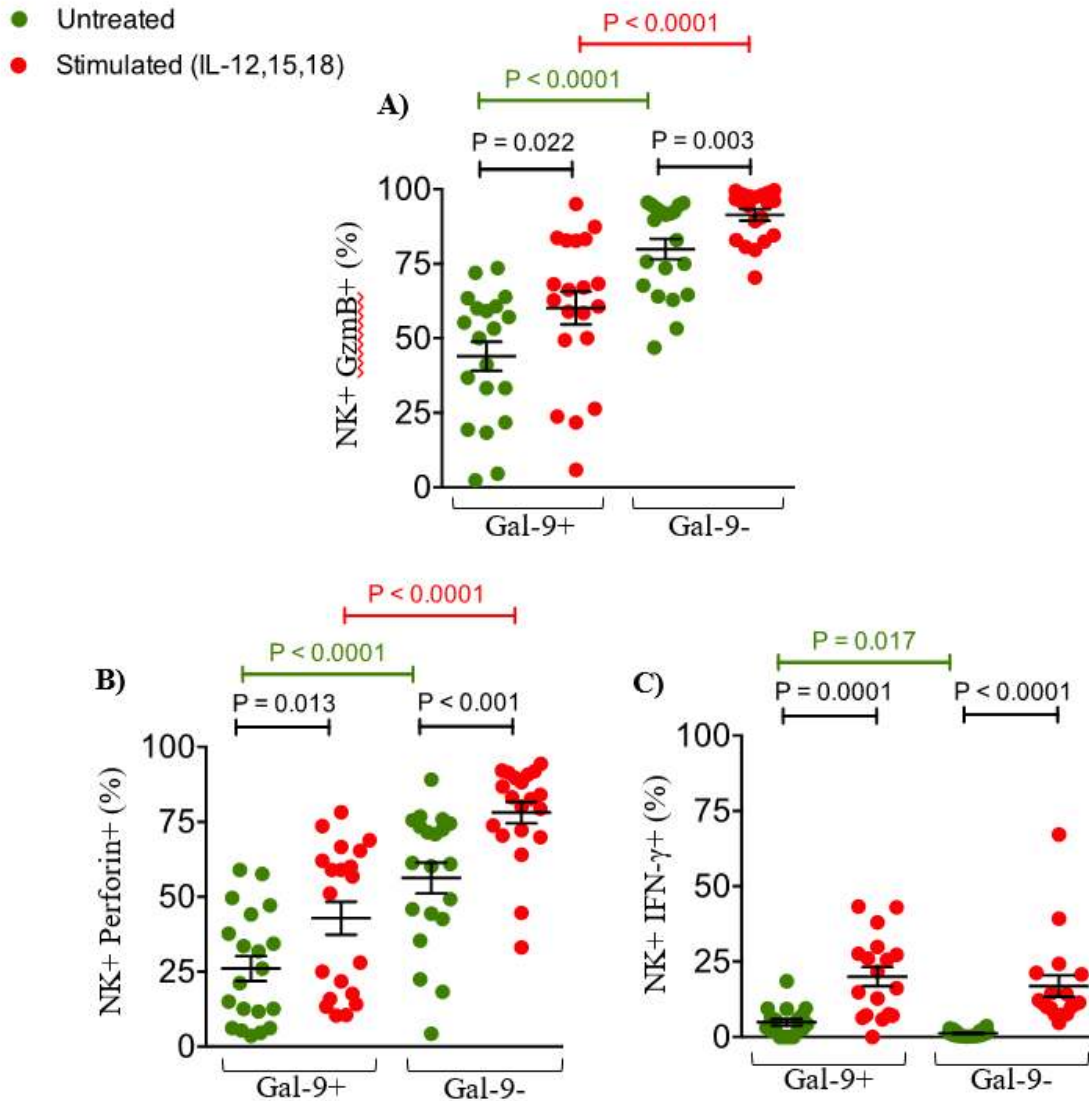 Untreated
Stimulated (IL-12,15,18)
P < 0.0001
P < 0.0001
A)
P = 0.022 P = 0.003
100
75
50
25
0
NK+ GzmB+ (%)
Gal-9+ Gal-9-
P < 0.0001
P < 0.0001
B)
P = 0.013 P < 0.001
100
75
50
25
0
NK+ Perforin+ (%)
Gal-9+ Gal-9-
P = 0.017
C)
P = 0.0001 P < 0.0001
100
75
50
25
0
NK+ IFN-γ+ (%)
Gal-9+ Gal-9-